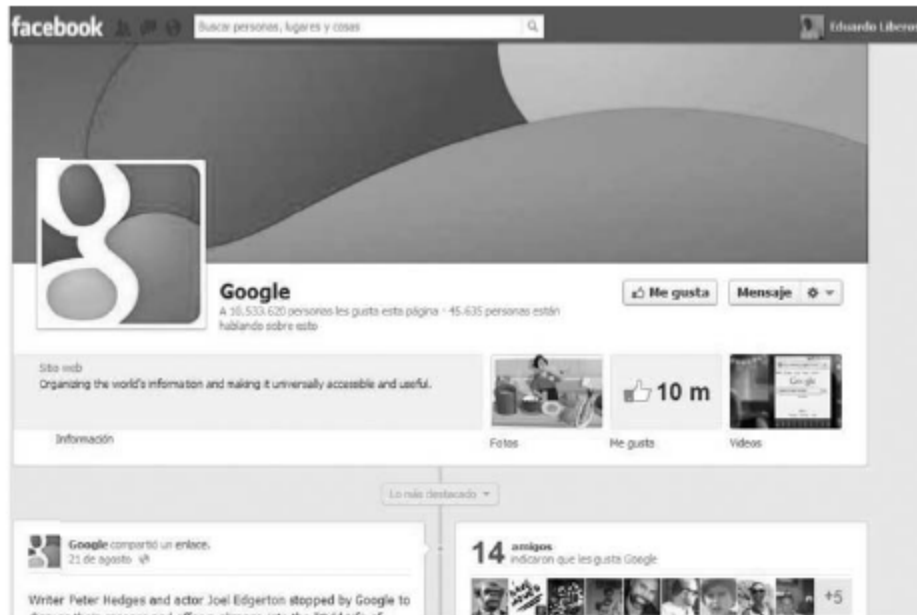 facebook
Buscar personas, lugares y cosas
Eduardo Liberos
Google
A 10.533.620 personas les gusta esta página · 45.635 personas están
hablando sobre esto
Me gusta
Mensaje
Sitio web
Organizing the world's information and making it universally accessible and useful.
Información
10 m
Fotos
Me gusta
Videos
Lo más destacado
Google compartió un enlace.
21 de agosto
14 amigos
indicaron que les gusta Google
+5
Writer Peter Hedges and actor Joel Edgerton stopped by Google to